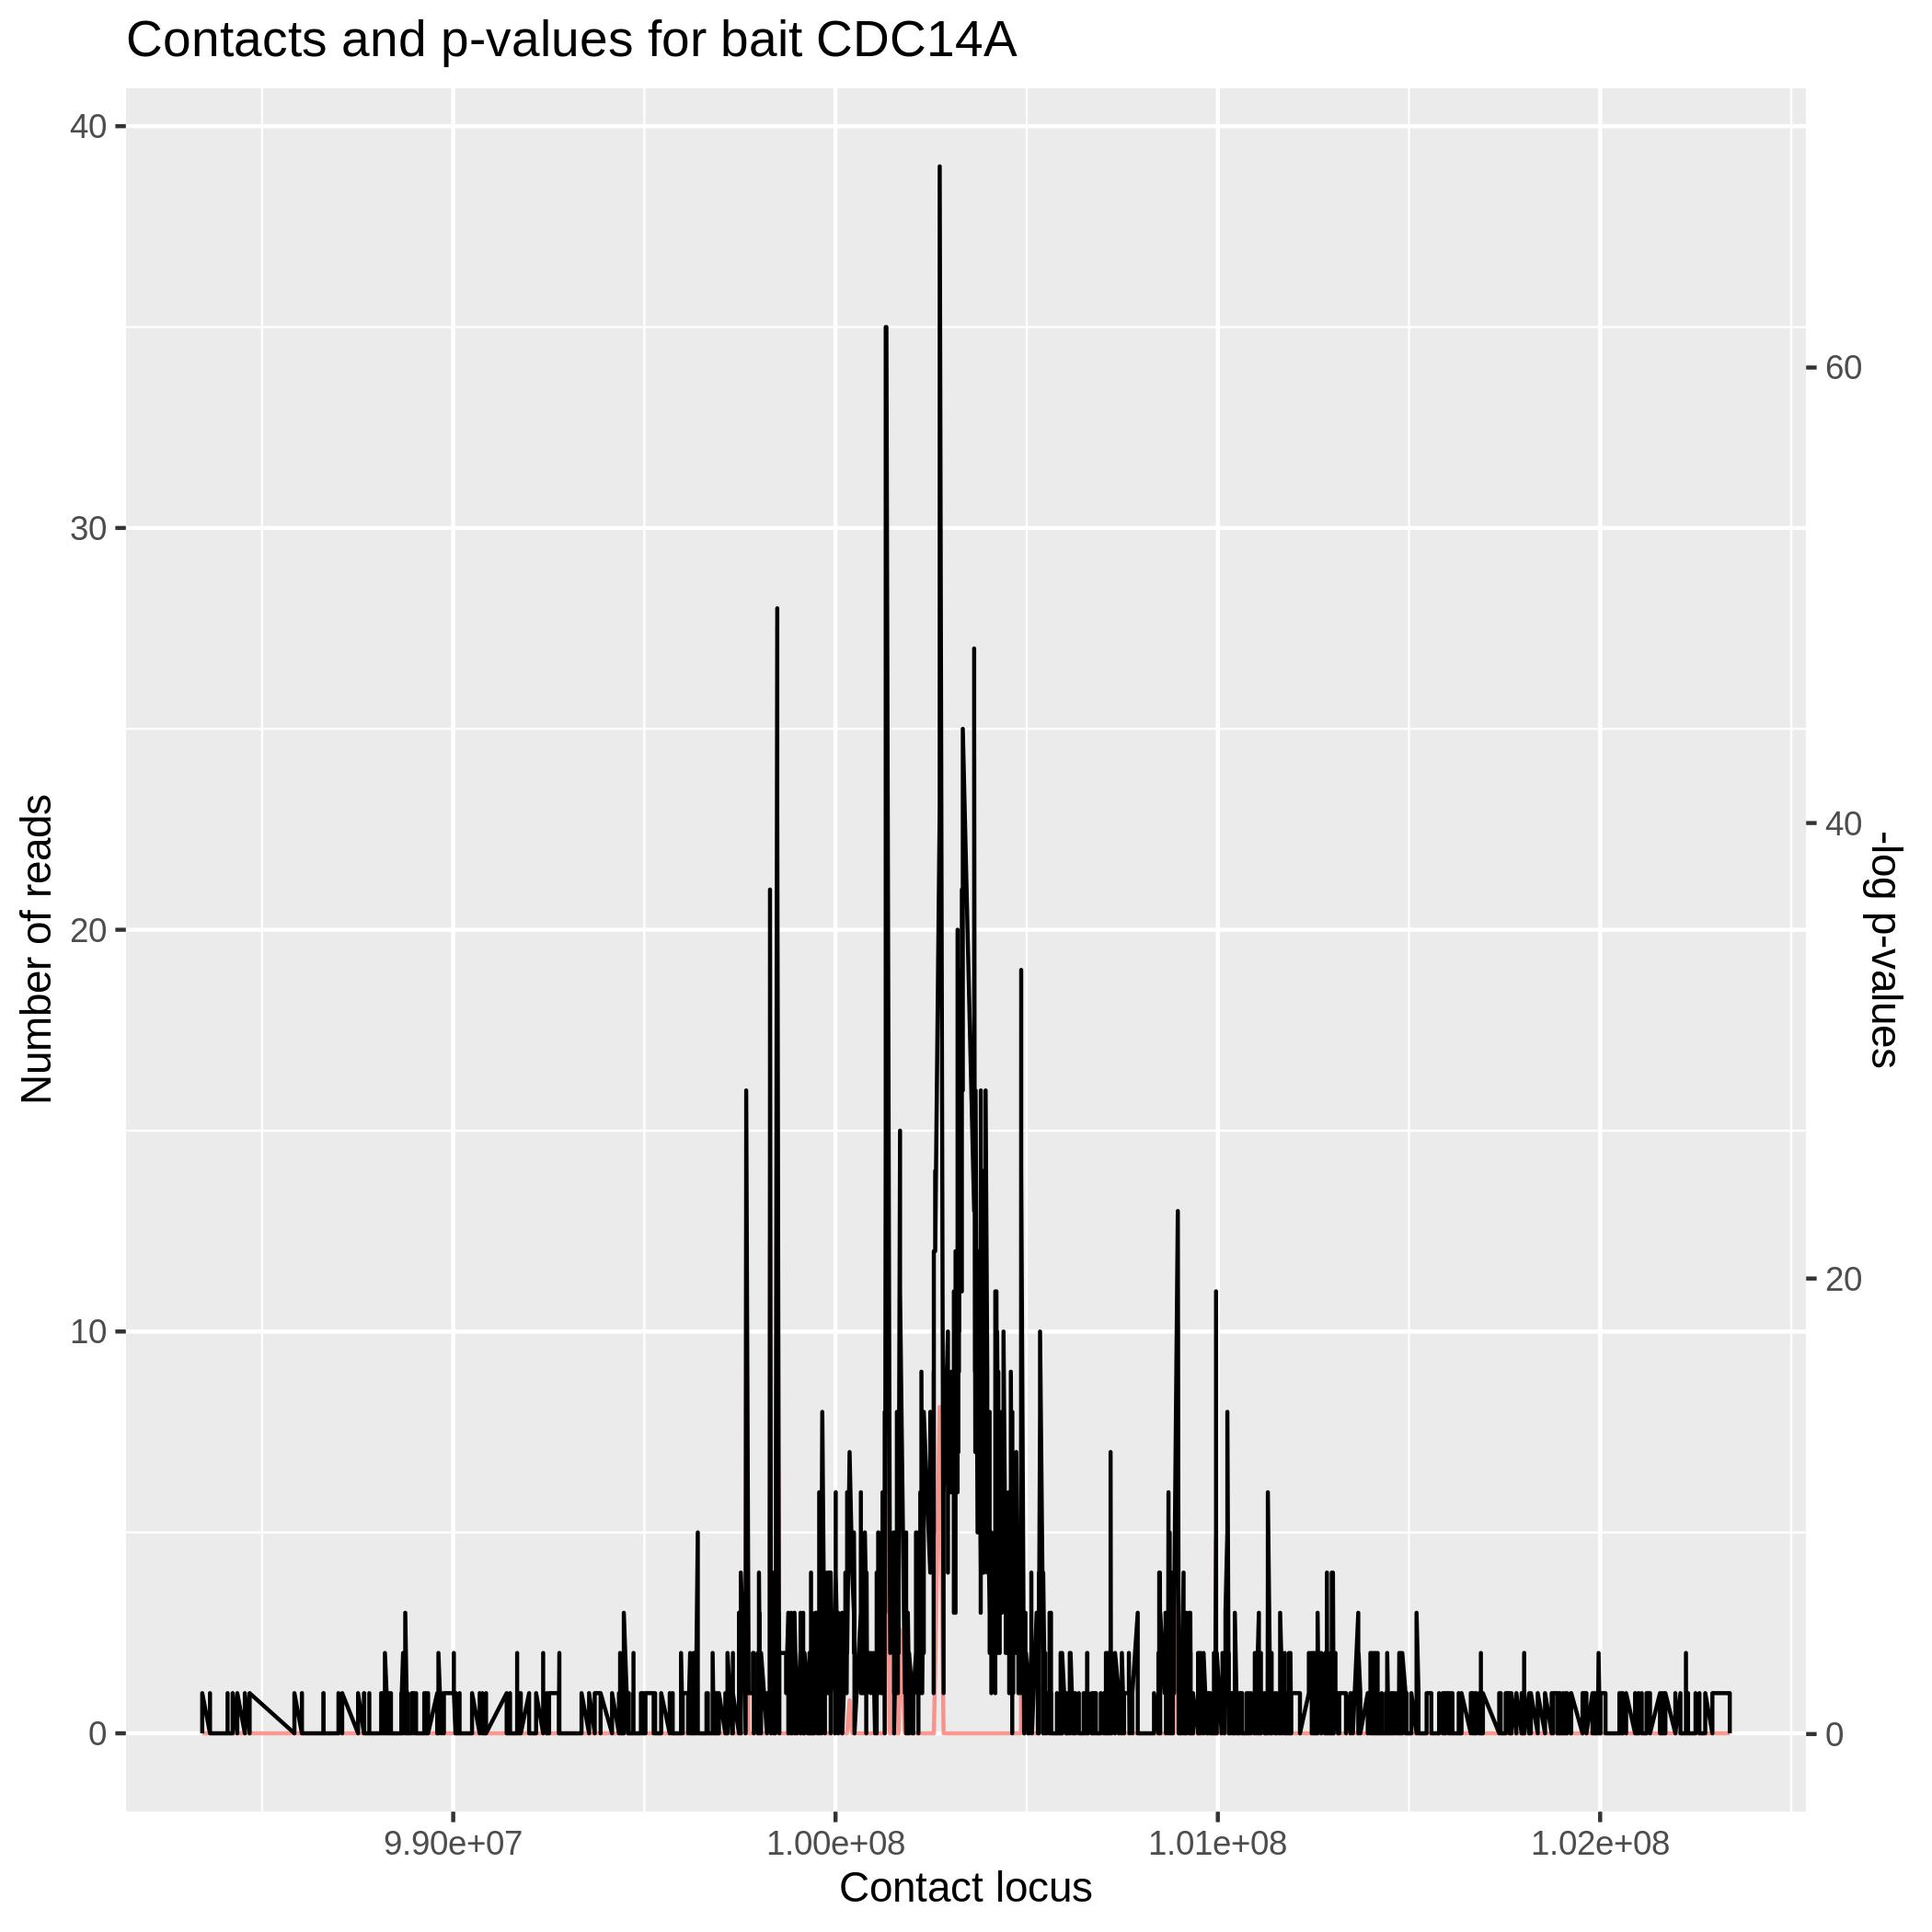 Contacts and p-values for bait CDC14A
40
30
20
10
0
Number of reads
60
40
20
0
-log p-values
9.90e+07 1.00e+08 1.01e+08 1.02e+08
Contact locus